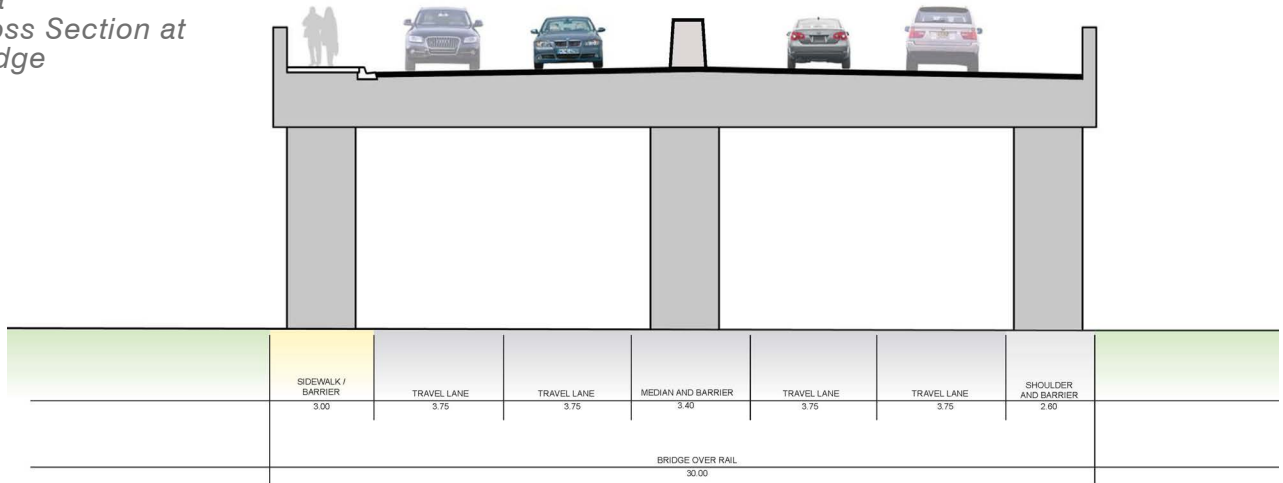 oss Section at
dge
SIDEWALK /
BARRIER
3.00
TRAVEL LANE
3.75
TRAVEL LANE
3.75
MEDIAN AND BARRIER
3.40
TRAVEL LANE
3.75
TRAVEL LANE
3.75
SHOULDER
AND BARRIER
2.60
BRIDGE OVER RAIL
30.00